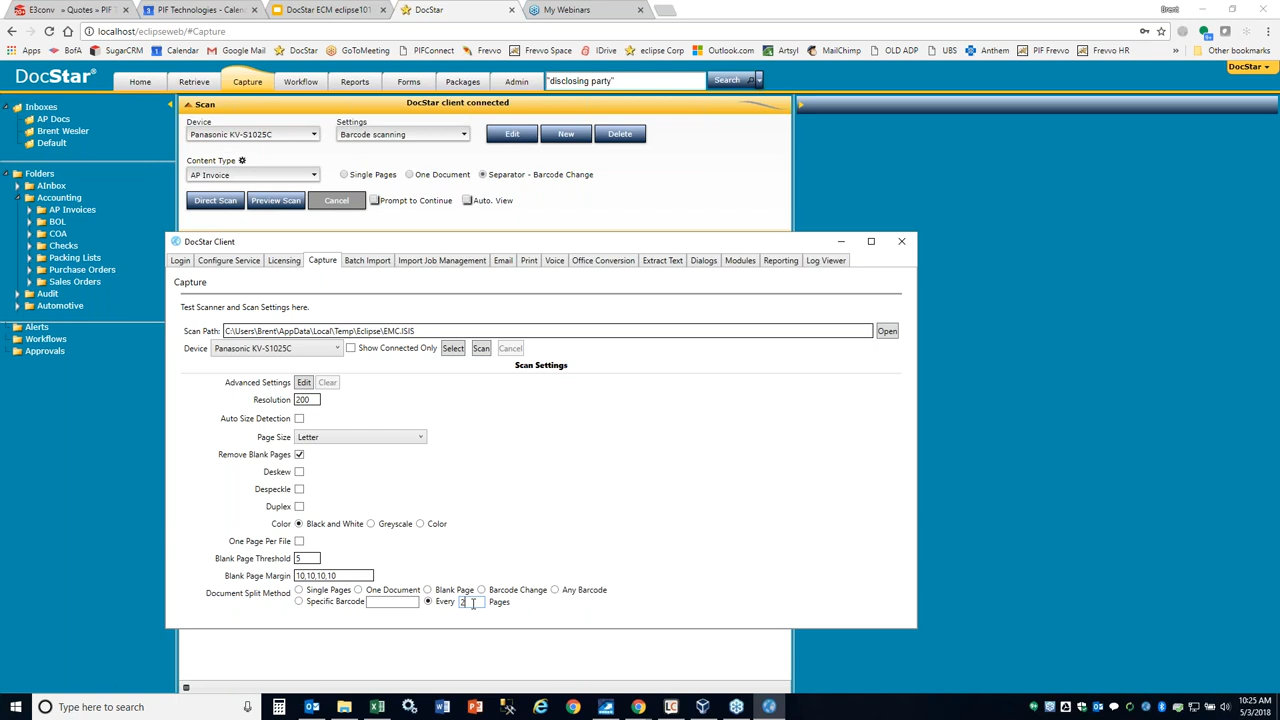 E3conv » Quotes » PIF T
PIF Technologies - Calend
DocStar ECM eclipse101
DocStar
My Webinars
Brent
localhost/eclipseweb/#Capture
Apps
BofA
SugarCRM
Calendar
Google Mail
DocStar
GoToMeeting
PIFConnect
Frevvo
Frevvo Space
IDrive
eclipse Corp
Outlook.com
Artsyl
MailChimp
OLD ADP
UBS
Anthem
PIF Frevvo
Frevvo HR
Other bookmarks
DocStar®
Home
Retrieve
Capture
Workflow
Reports
Forms
Packages
Admin
"disclosing party"
Search
DocStar
Inboxes
AP Docs
Brent Wesler
Default
Folders
AInbox
Accounting
AP Invoices
BOL
COA
Checks
Packing Lists
Purchase Orders
Sales Orders
Audit
Automotive
Alerts
Workflows
Approvals
Scan
DocStar client connected
Device
Settings
Panasonic KV-S1025C
Barcode scanning
Edit
New
Delete
Content Type
AP Invoice
Single Pages
One Document
Separator - Barcode Change
Direct Scan
Preview Scan
Cancel
Prompt to Continue
Auto. View
DocStar Client
Login
Configure Service
Licensing
Capture
Batch Import
Import Job Management
Email
Print
Voice
Office Conversion
Extract Text
Dialogs
Modules
Reporting
Log Viewer
Capture
Test Scanner and Scan Settings here.
Scan Path: C:\Users\Brent\AppData\Local\Temp\Eclipse\EMC.ISIS Open
Device Panasonic KV-S1025C Show Connected Only Select Scan Cancel
Scan Settings
Advanced Settings Edit Clear
Resolution 200
Auto Size Detection
Page Size Letter
Remove Blank Pages
Deskew
Despeckle
Duplex
Color Black and White Greyscale Color
One Page Per File
Blank Page Threshold 5
Blank Page Margin 10,10,10,10
Document Split Method Single Pages One Document Blank Page Barcode Change Any Barcode
Specific Barcode Every 2 Pages
Type here to search
10:25 AM
5/3/2018